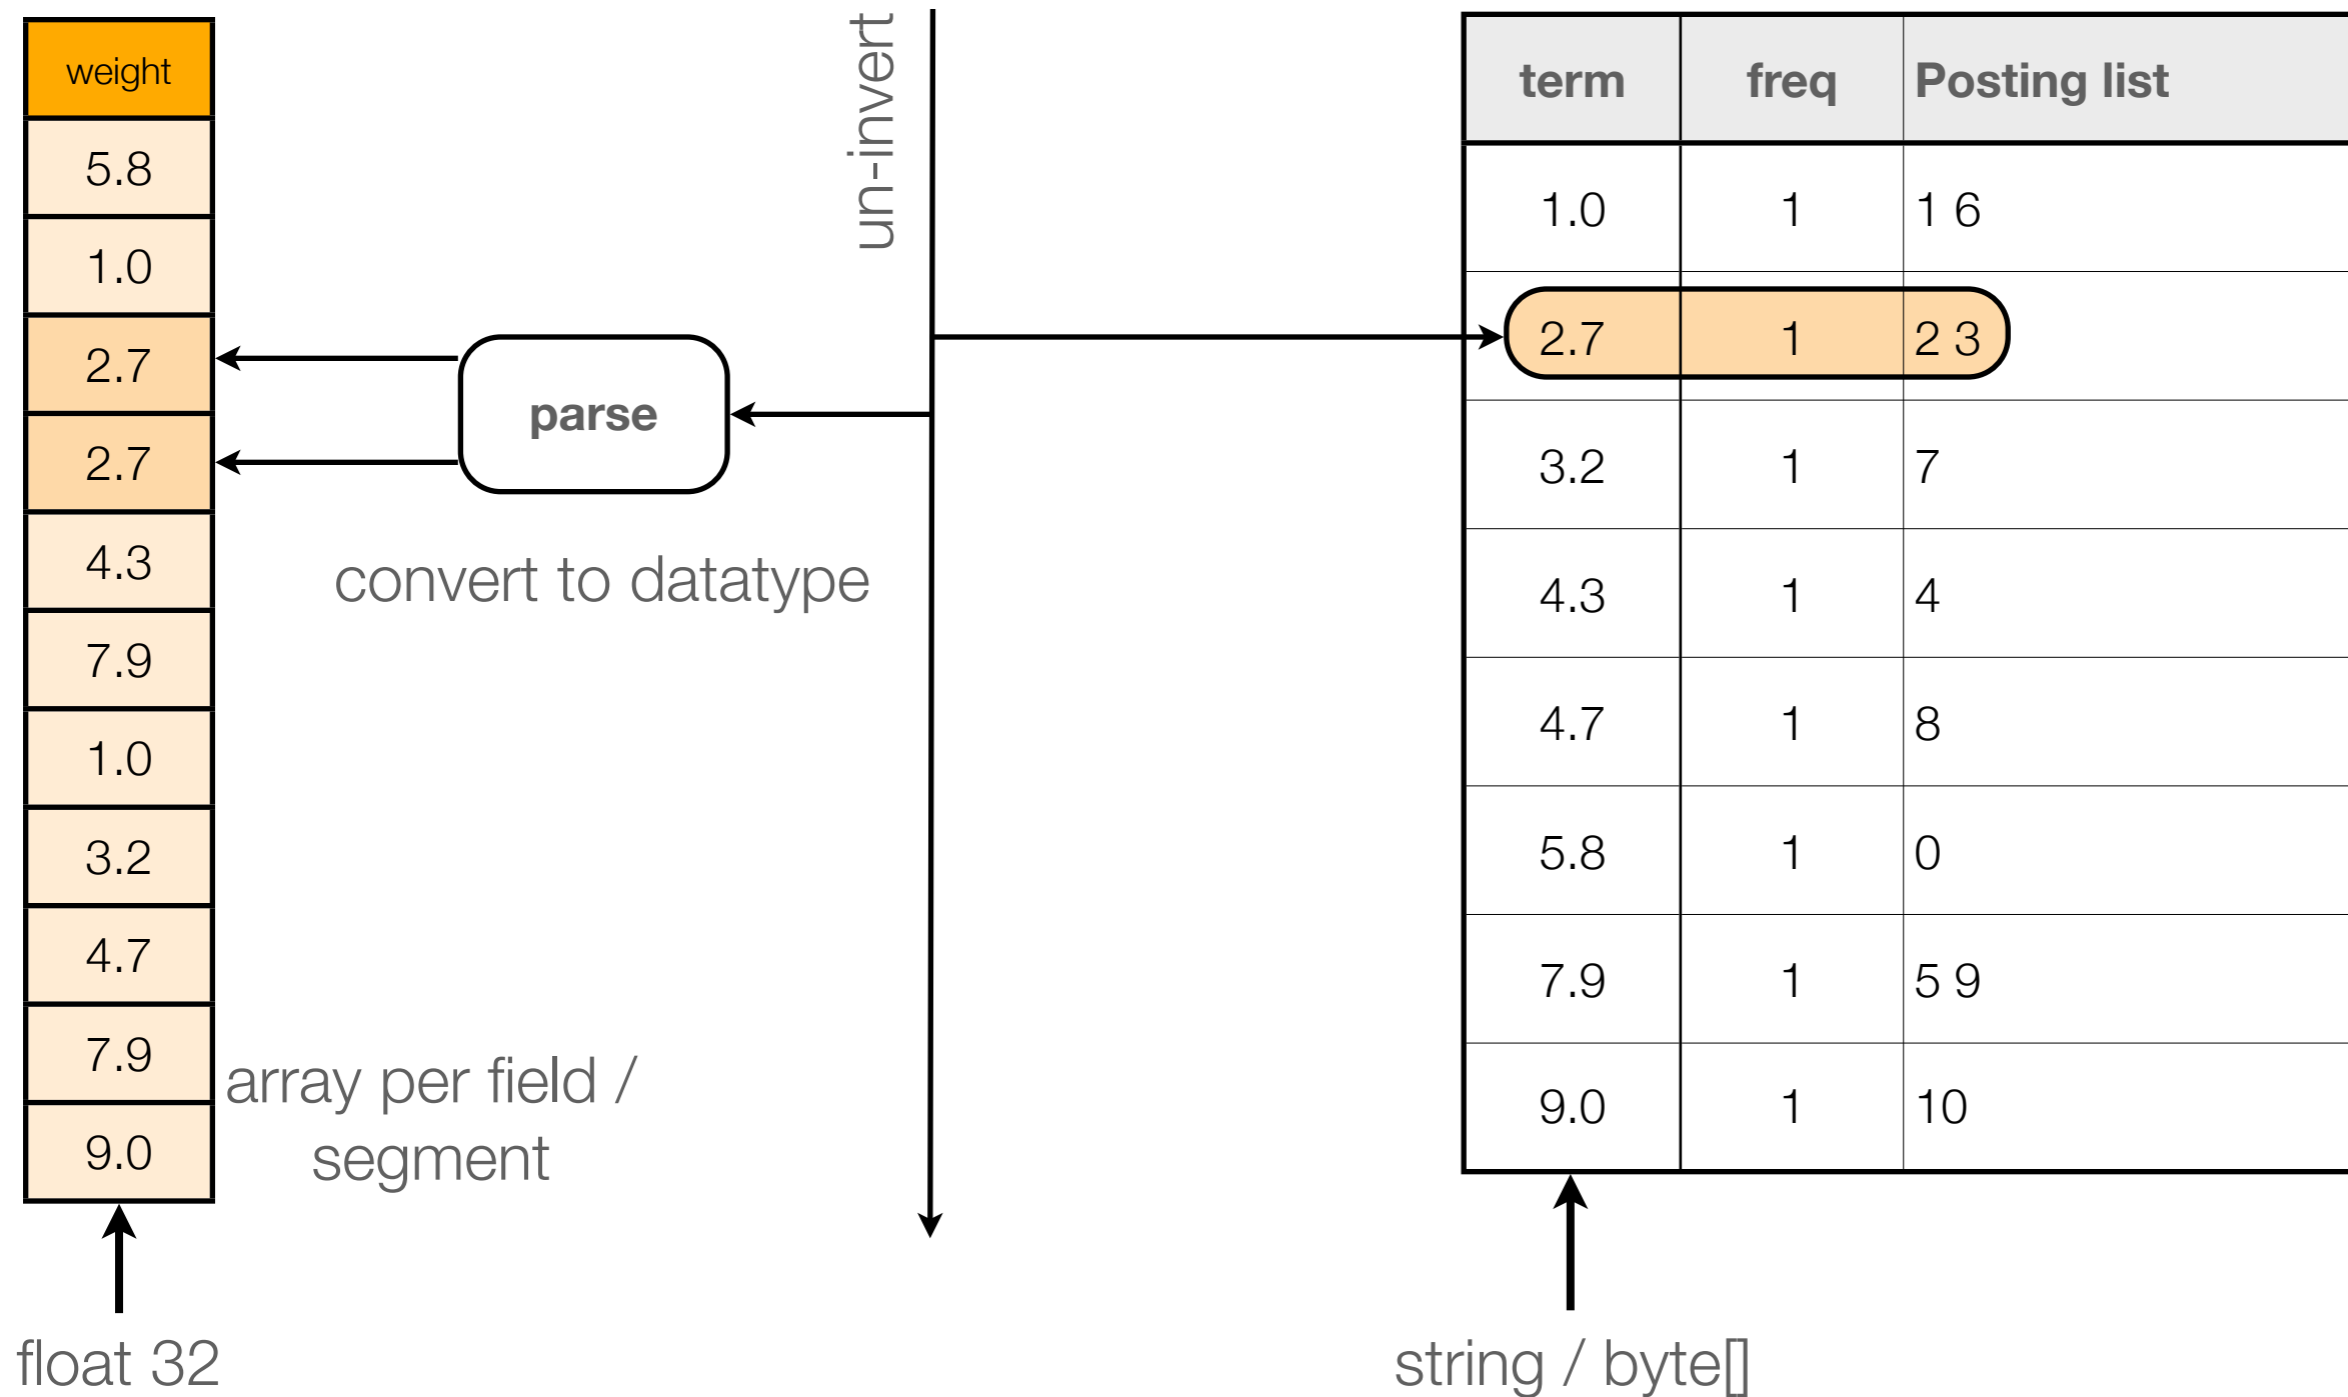 weight
5.8
1.0
2.7
2.7
4.3
7.9
1.0
3.2
4.7
7.9
9.0
float 32
array per field /
segment
parse
convert to datatype
un-invert
term freq Posting list
1.0 1 1 6
2.7 1 2 3
3.2 1 7
4.3 1 4
4.7 1 8
5.8 1 0
7.9 1 5 9
9.0 1 10
string / byte[]